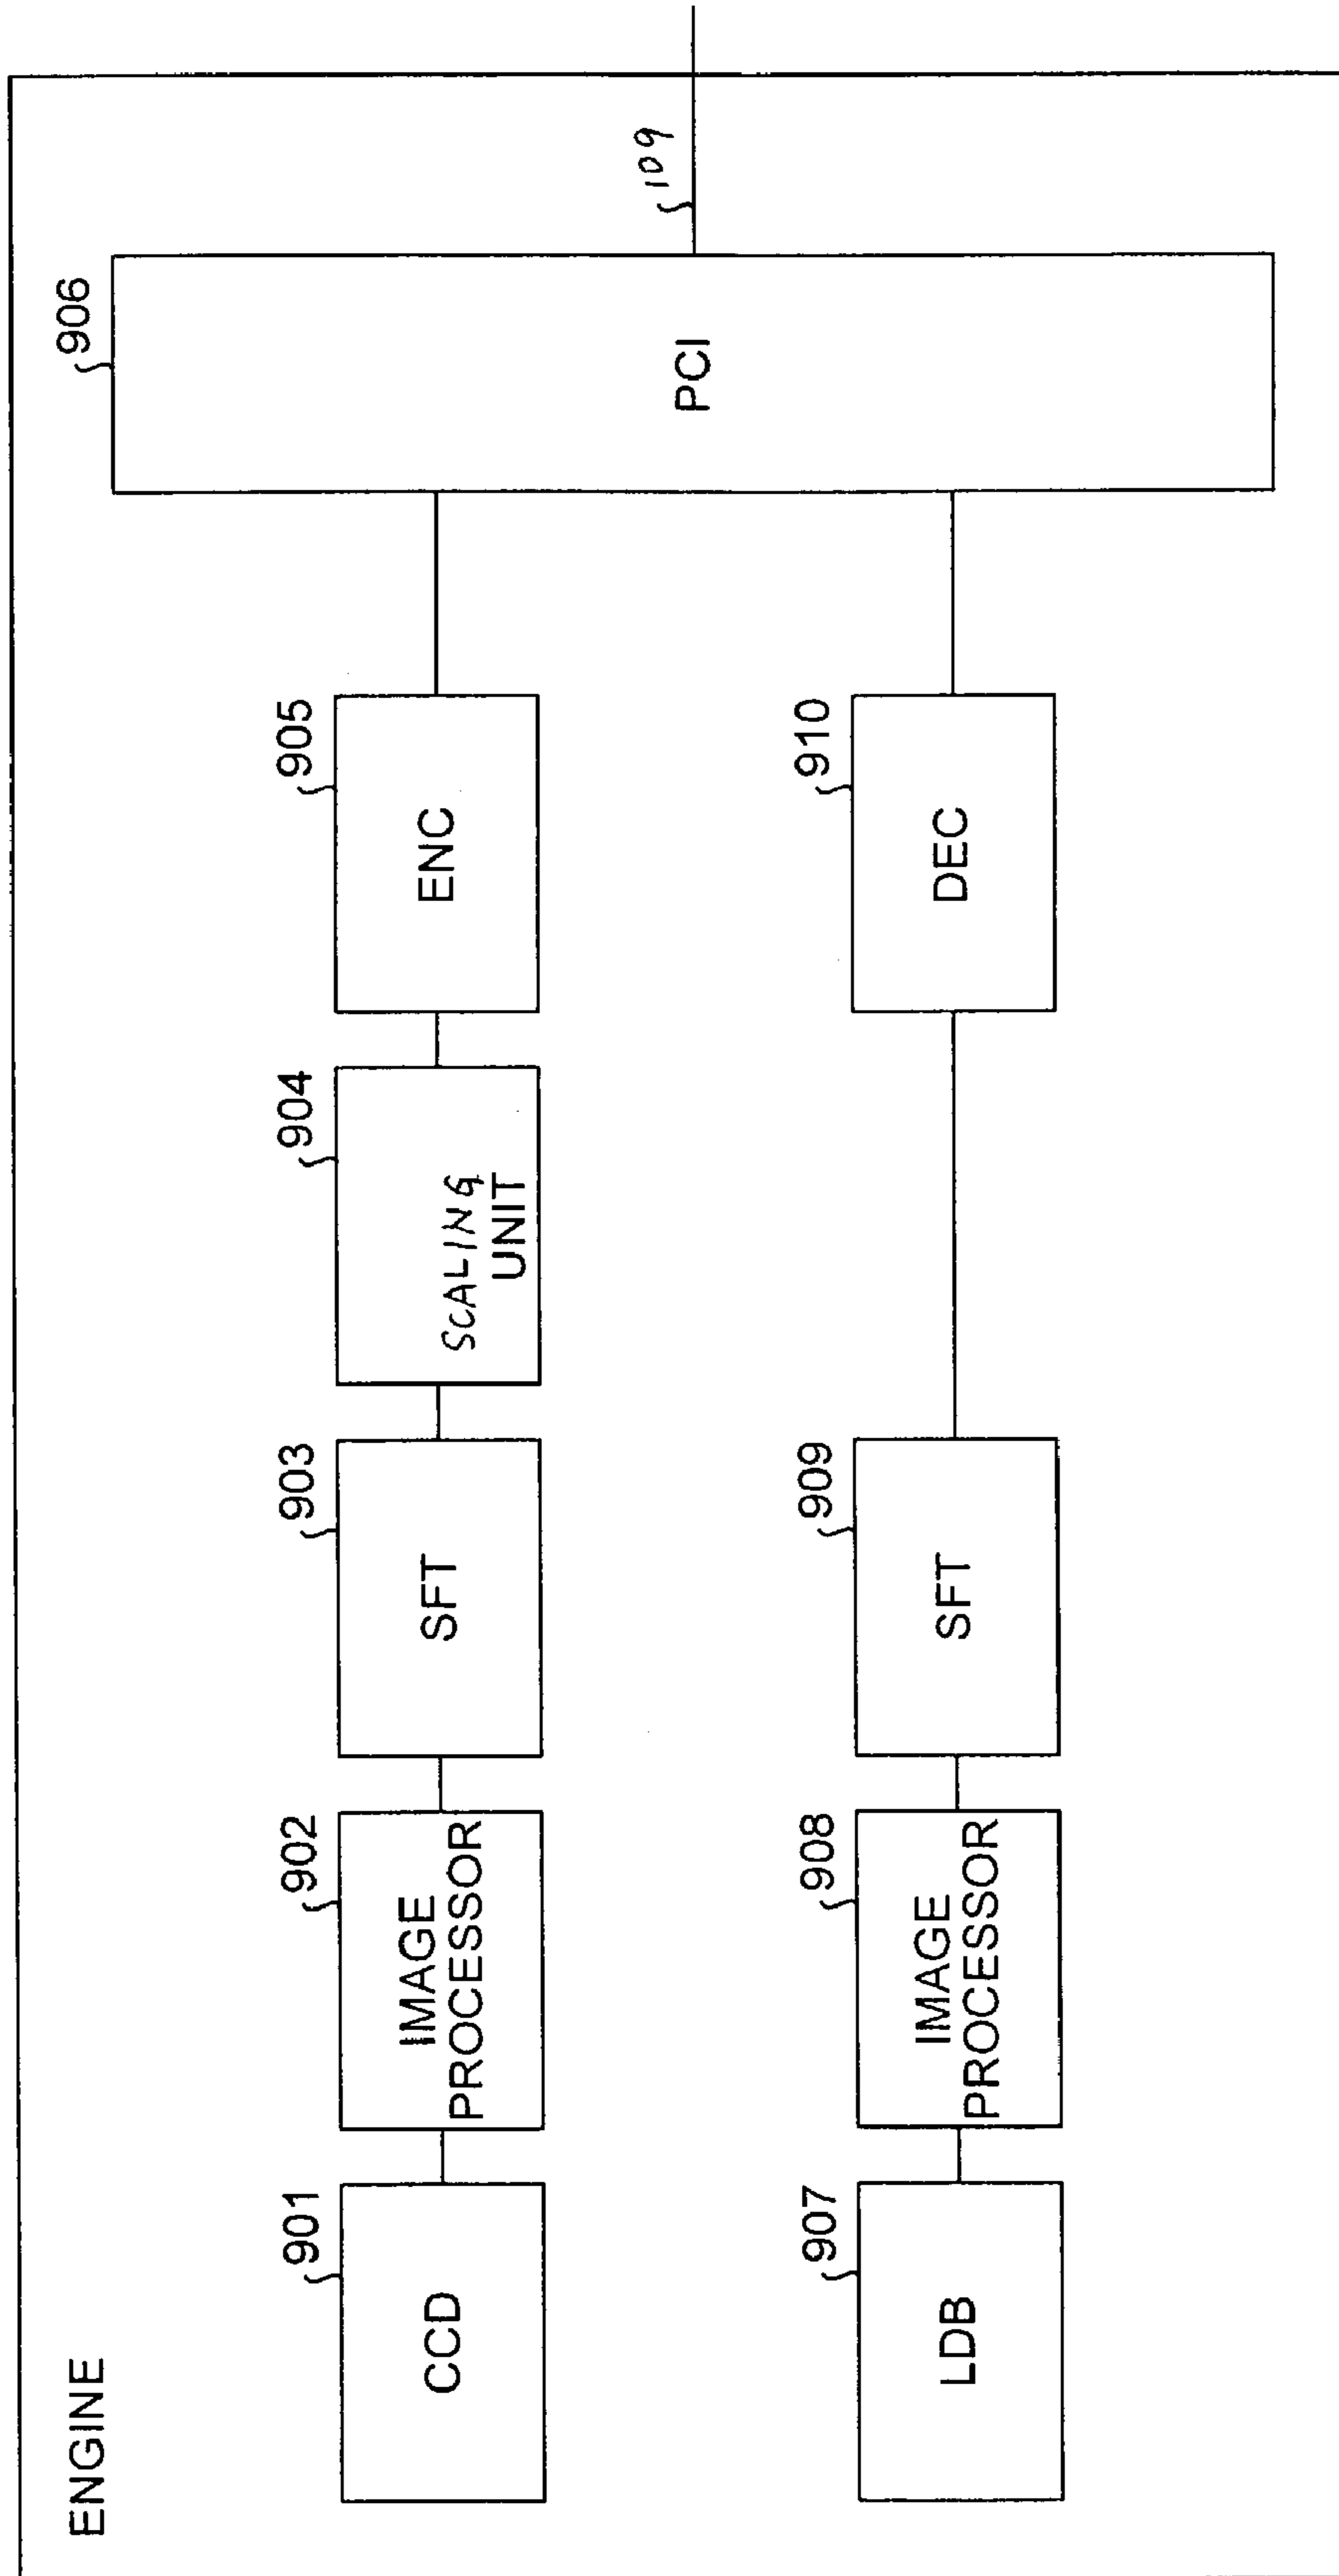 ENGINE
901
CCD
902
IMAGE
PROCESSOR
903
SFT
904
SCALING
UNIT
905
ENC
906
PCI
109
907
LDB
908
IMAGE
PROCESSOR
909
SFT
910
DEC